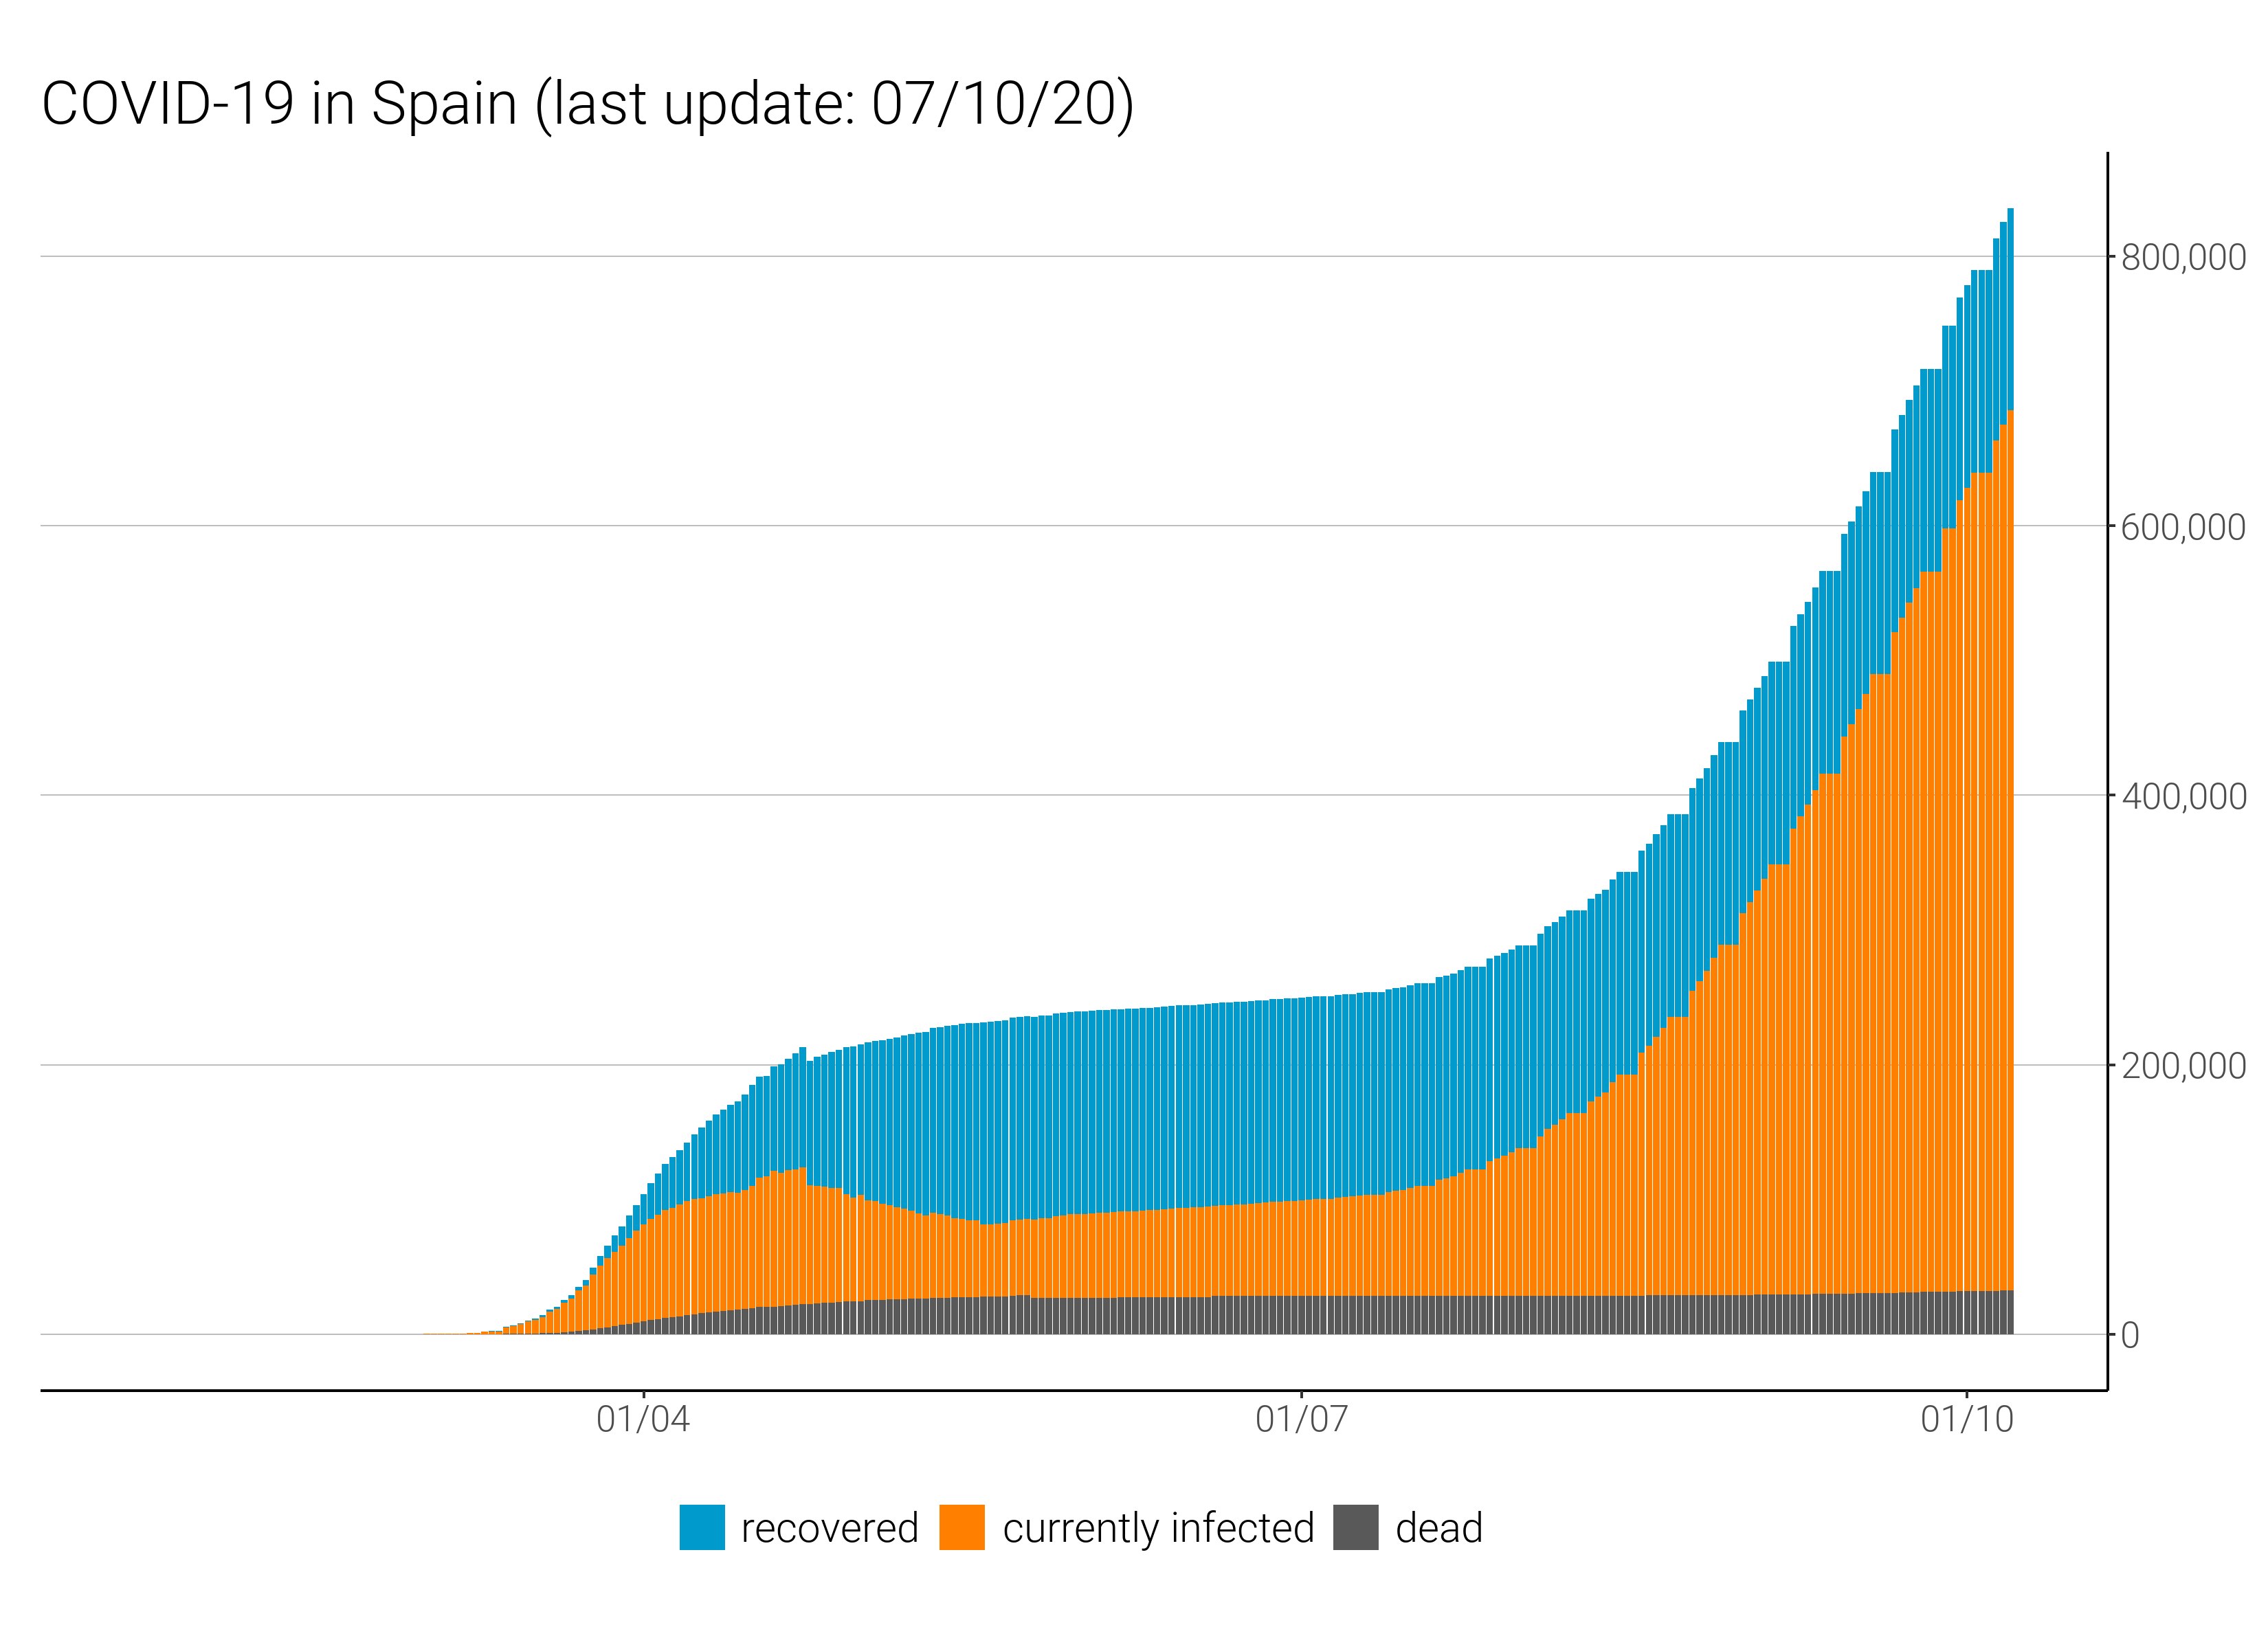 COVID-19 in Spain (last update: 07/10/20)
800,000
600,000
400,000
200,000
0
01/04 01/07 01/10
recovered currently infected dead